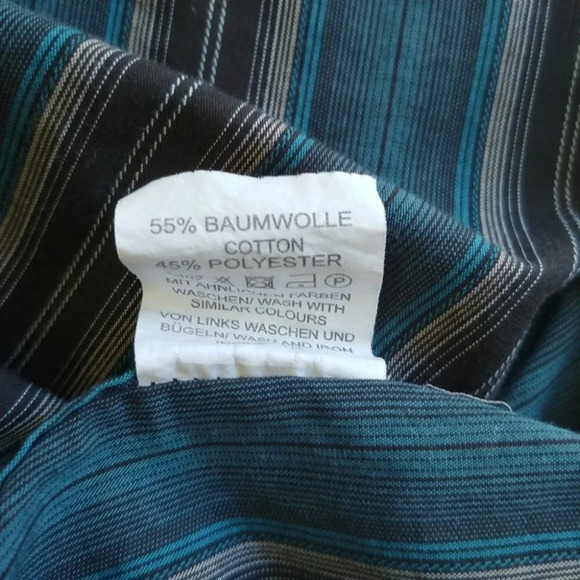 55% BAUMWOLLE
COTTON
45% POLYESTER
MIT ÄHNLICHEN FARBEN
WASCHEN/ WASH WITH
SIMILAR COLOURS
VON LINKS WASCHEN UND
BÜGELN/ WASH AND IRON